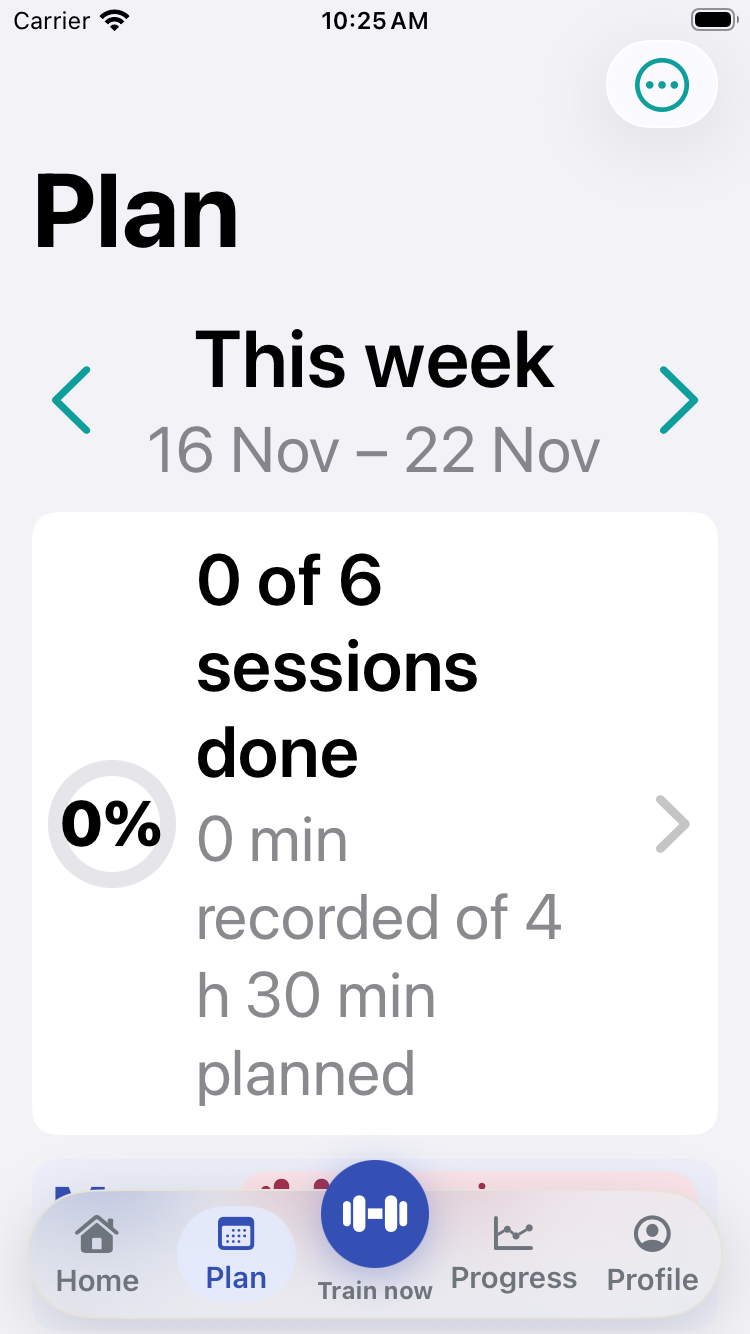 Carrier 10:25 AM
Plan
This week
16 Nov – 22 Nov
0 of 6
sessions
done
0%
0 min
recorded of 4
h 30 min
planned
Home
Plan
Train now
Progress
Profile